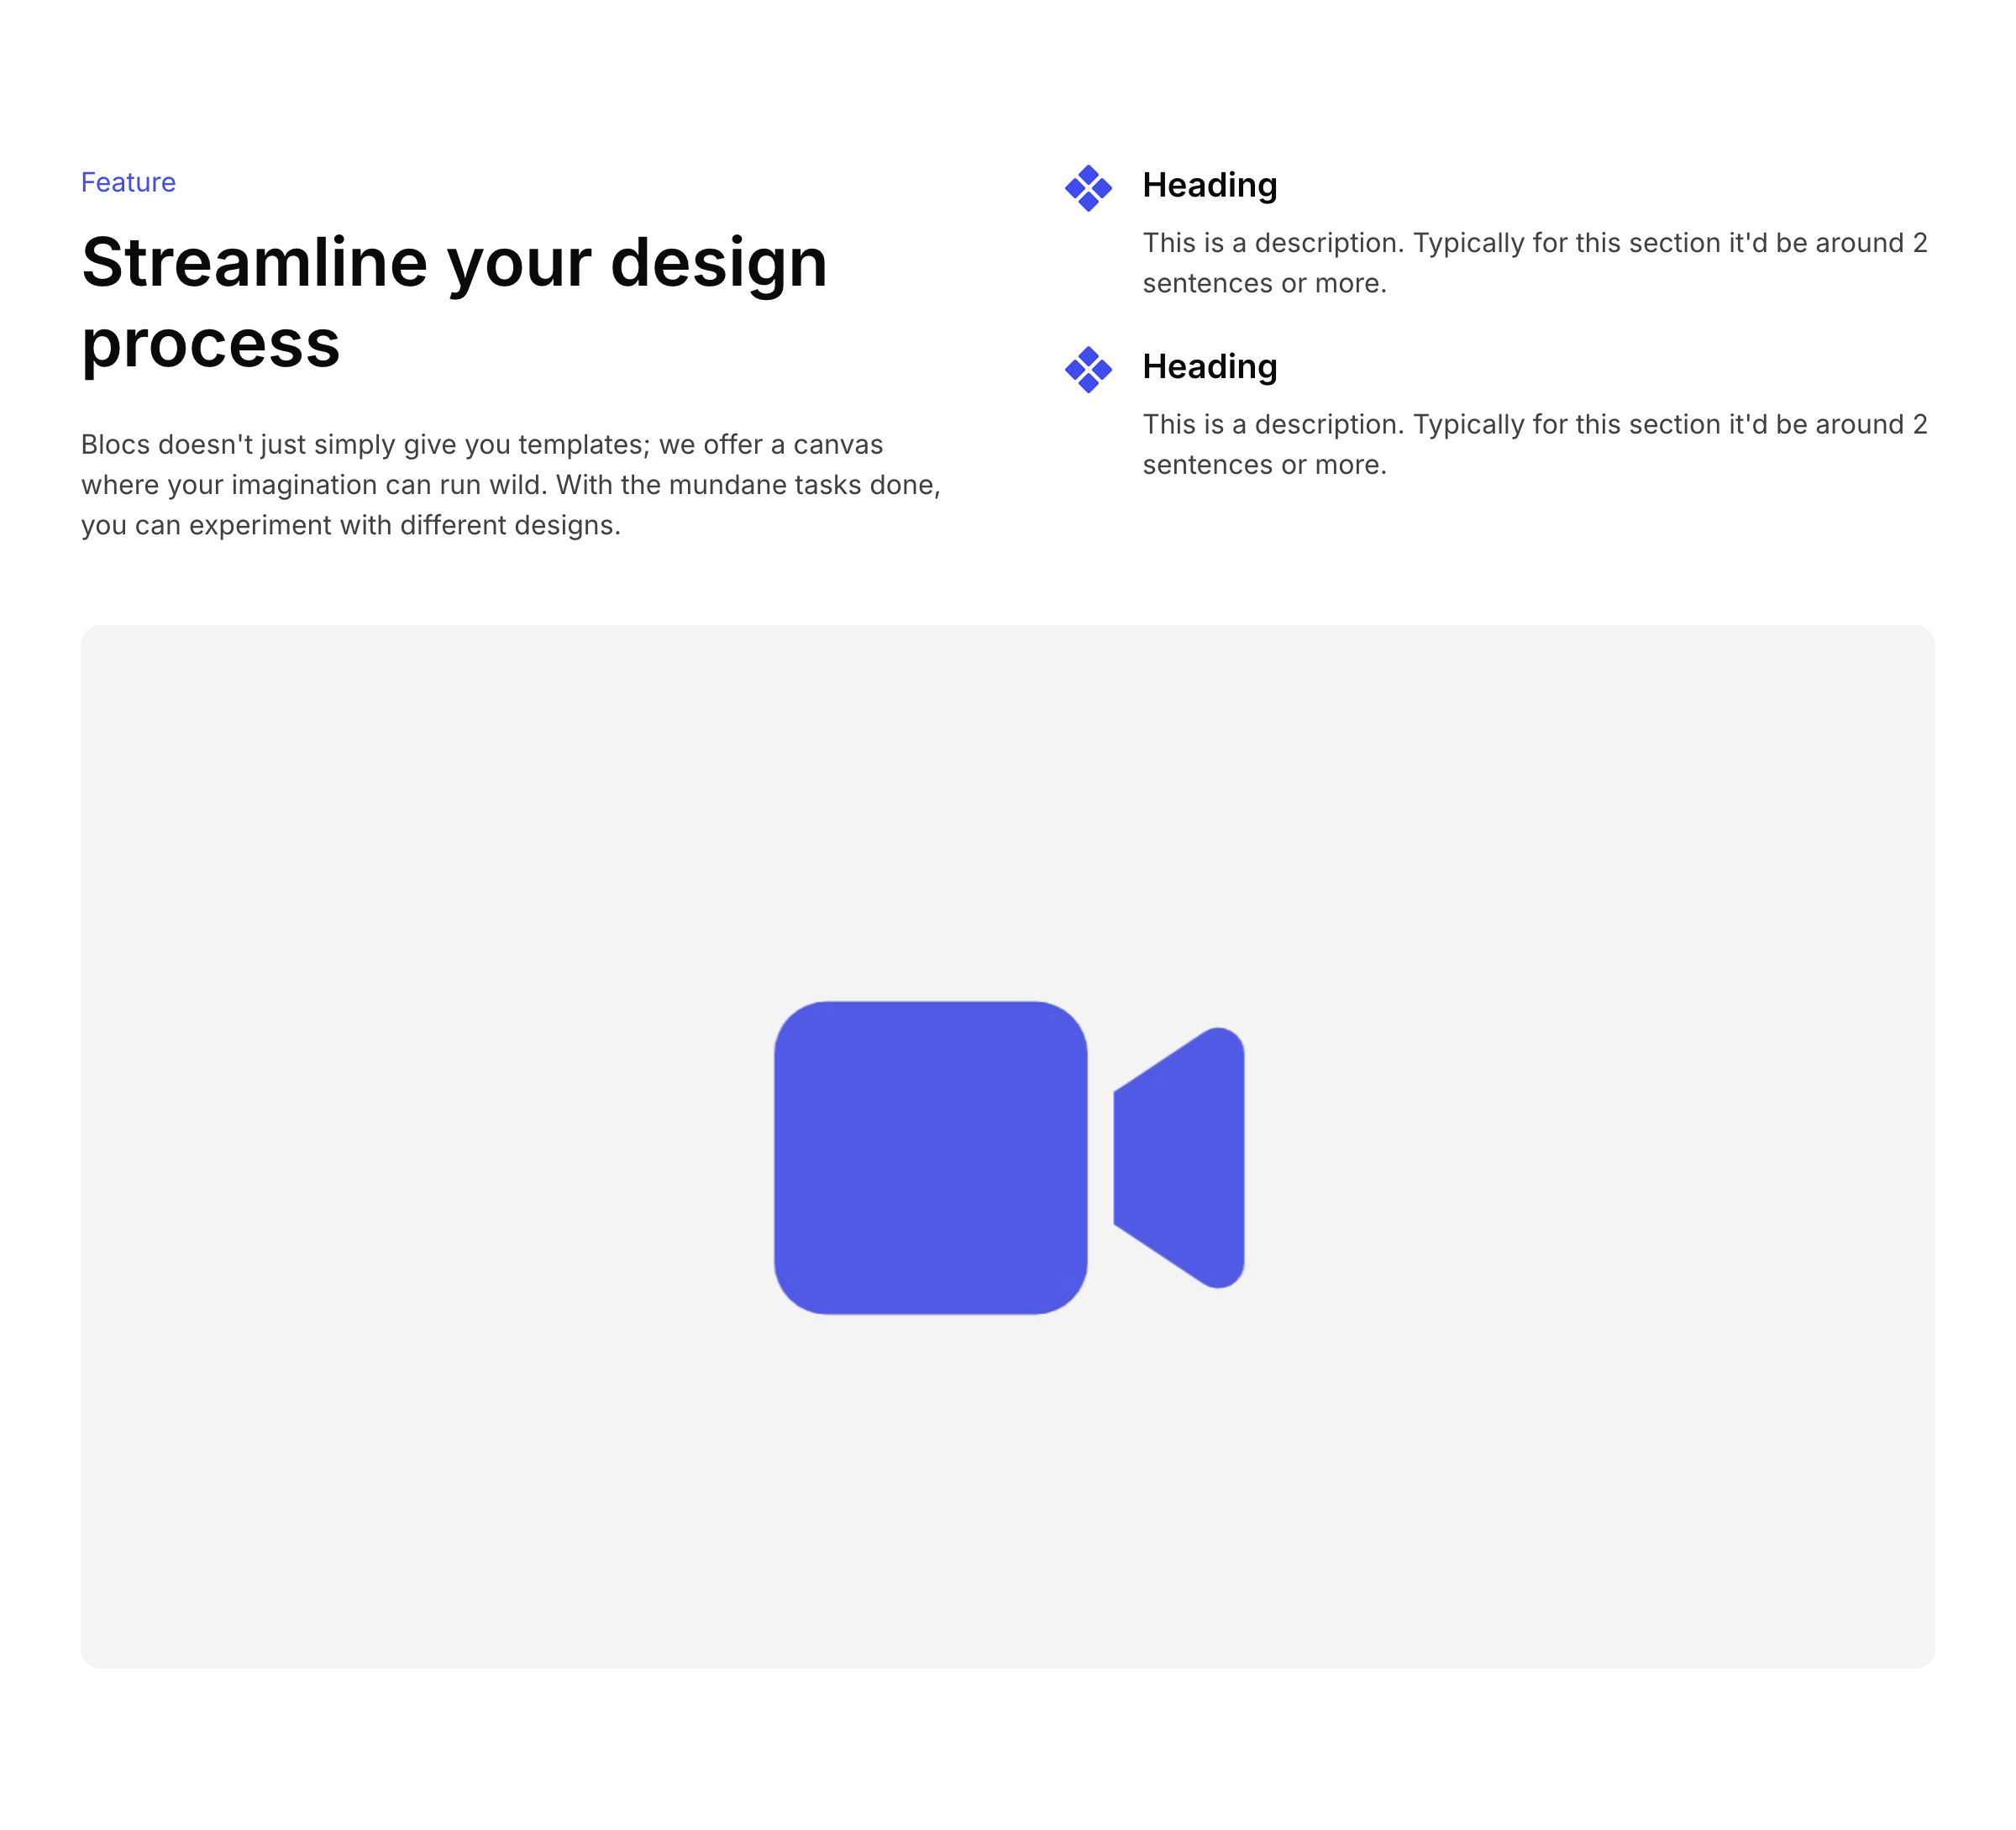 Feature
Streamline your design
process
Blocs doesn't just simply give you templates; we offer a canvas
where your imagination can run wild. With the mundane tasks done,
you can experiment with different designs.
Heading
This is a description. Typically for this section it'd be around 2
sentences or more.
Heading
This is a description. Typically for this section it'd be around 2
sentences or more.